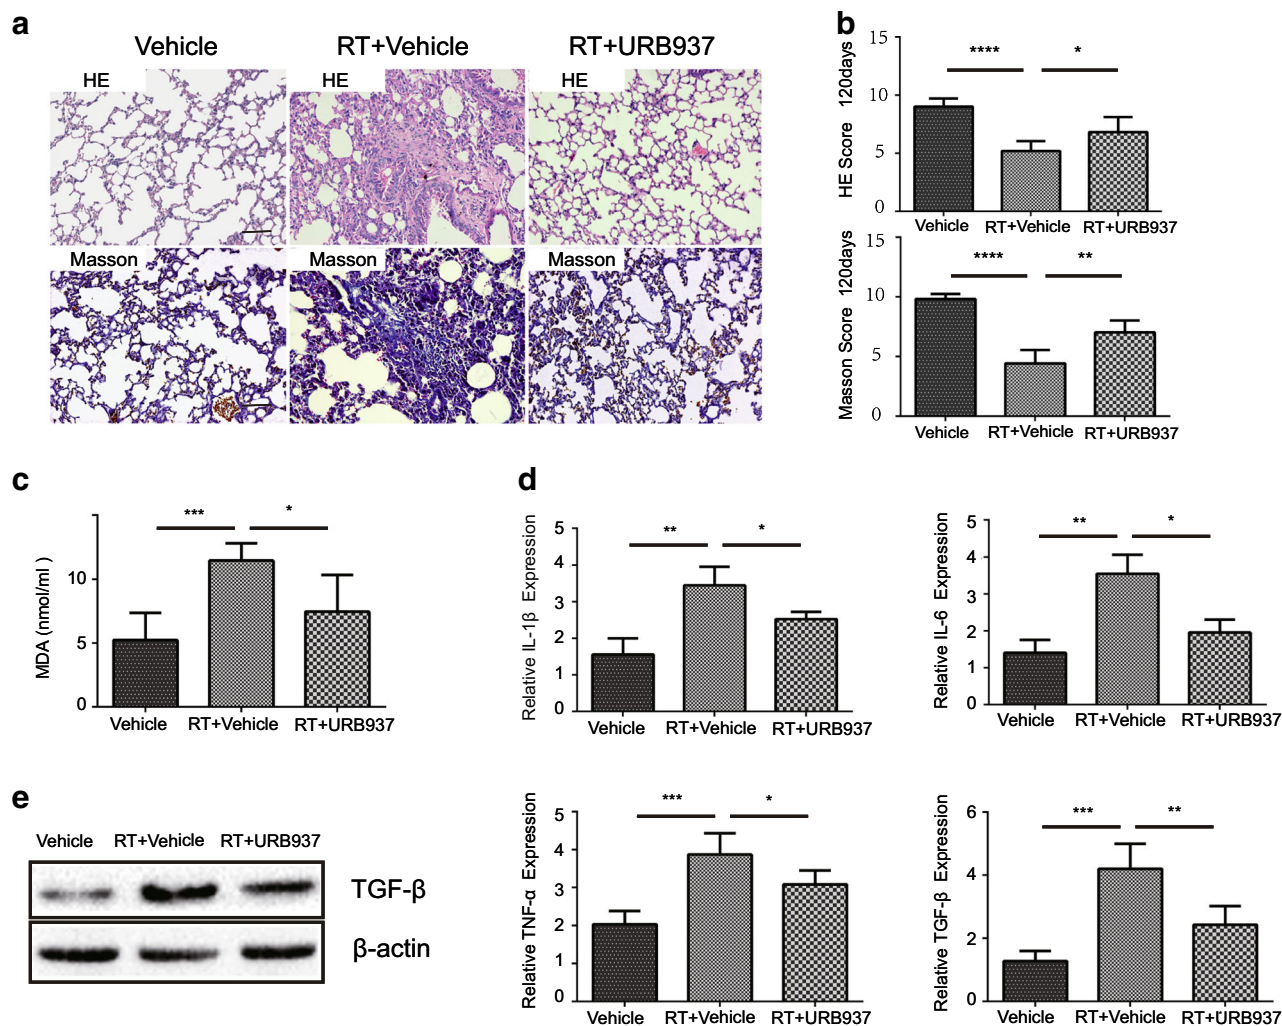 a
Vehicle RT+Vehicle RT+URB937
HE HE HE
Masson Masson Masson
b
HE Score 120days
15
10
5
0
**** *
Vehicle RT+Vehicle RT+URB937
Masson Score 120days
15
10
5
0
**** **
Vehicle RT+Vehicle RT+URB937
c
MDA (nmol/ml )
10
5
0
*** *
Vehicle RT+Vehicle RT+URB937
d
Relative IL-1β Expression
5
4
3
2
1
0
** *
Vehicle RT+Vehicle RT+URB937
Relative IL-6 Expression
5
4
3
2
1
0
** *
Vehicle RT+Vehicle RT+URB937
Relative TNF-α Expression
5
4
3
2
1
0
*** *
Vehicle RT+Vehicle RT+URB937
Relative TGF-β Expression
6
4
2
0
*** **
Vehicle RT+Vehicle RT+URB937
e
Vehicle RT+Vehicle RT+URB937
TGF-β
β-actin